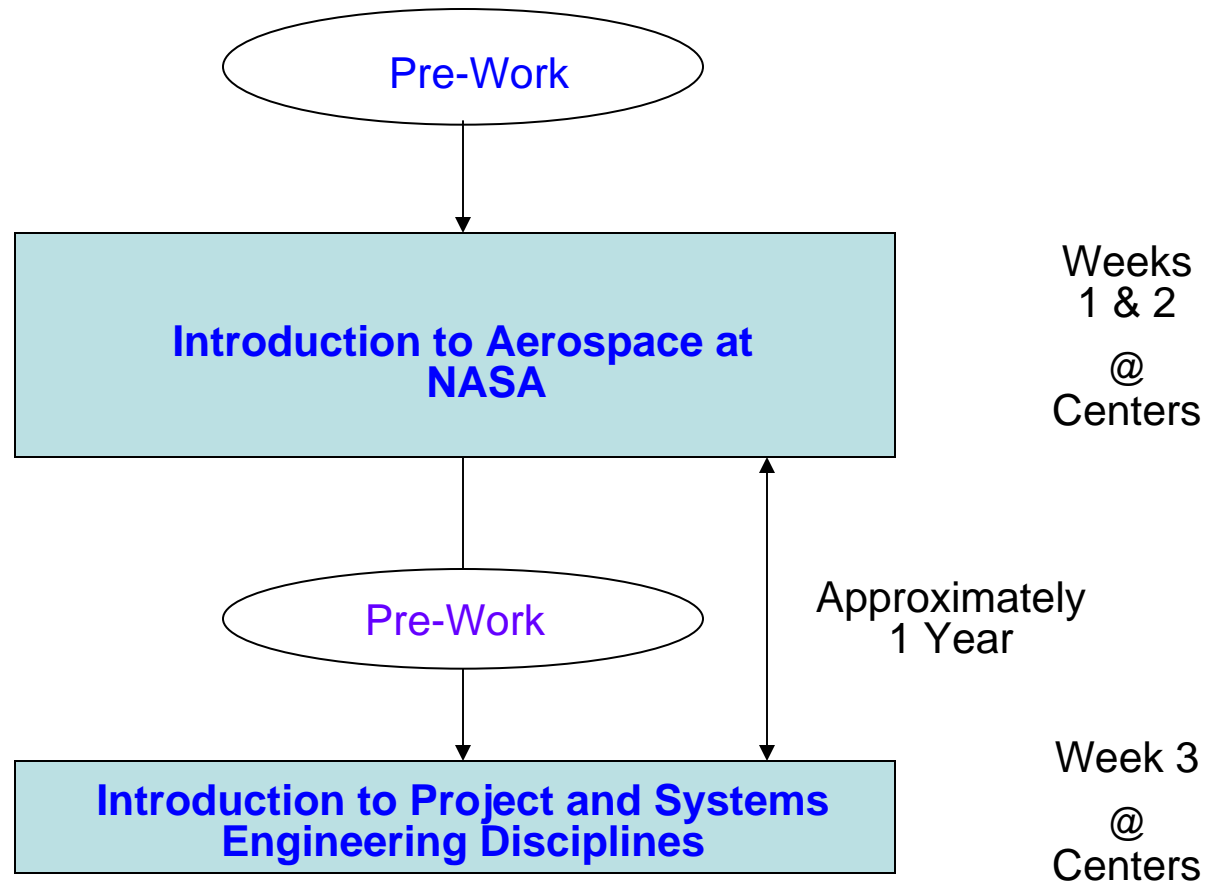 Pre-Work
Introduction to Aerospace at
NASA
Weeks
1 & 2
@
Centers
Pre-Work
Approximately
1 Year
Introduction to Project and Systems
Engineering Disciplines
Week 3
@
Centers